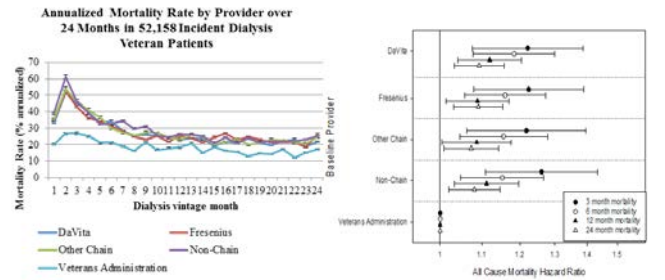 Annualized Mortality Rate by Provider over
24 Months in 52,158 Incident Dialysis
Veteran Patients
Mortality Rate (% annualized)
70
60
50
40
30
20
10
0
1 2 3 4 5 6 7 8 9 10 11 12 13 14 15 16 17 18 19 20 21 22 23 24
Dialysis vintage month
DaVita
Fresenius
Other Chain
Non-Chain
Veterans Administration
Baseline Provider
DaVita
Fresenius
Other Chain
Non-Chain
Veterans Administration
3 month mortality
6 month mortality
12 month mortality
24 month mortality
1 1.1 1.2 1.3 1.4 1.5
All Cause Mortality Hazard Ratio